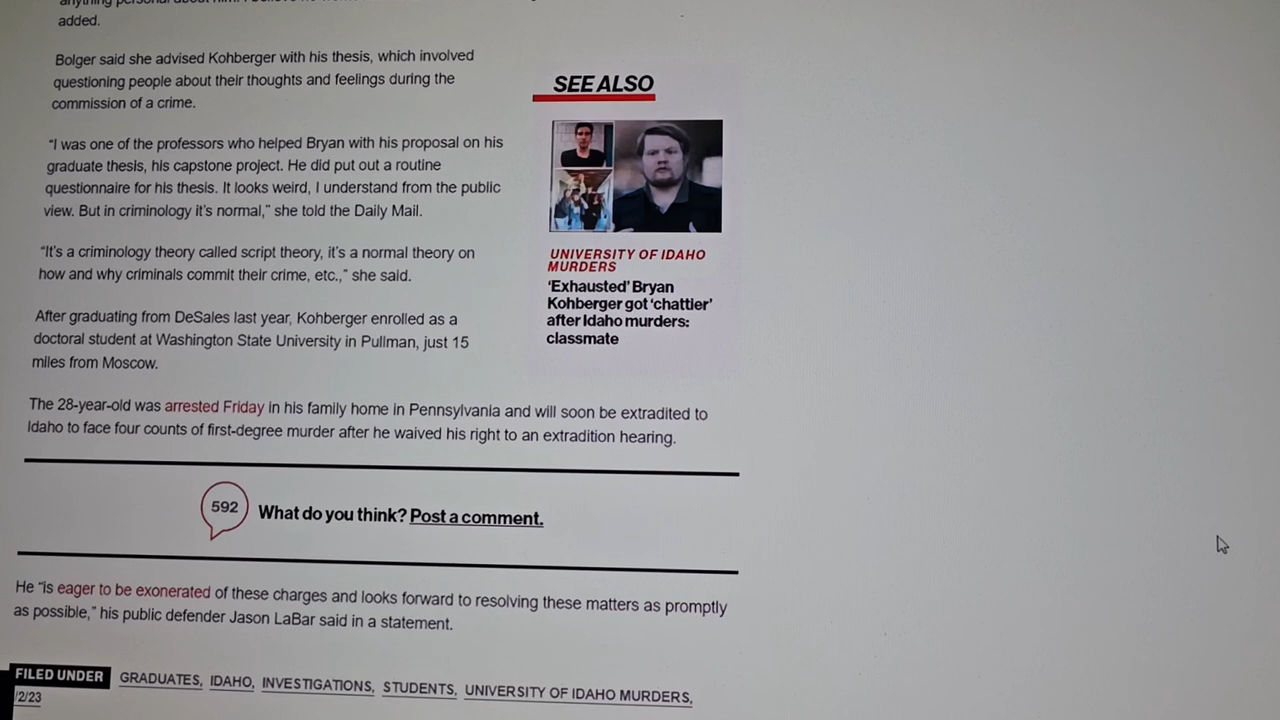 added.
Bolger said she advised Kohberger with his thesis, which involved
questioning people about their thoughts and feelings during the
commission of a crime.
“I was one of the professors who helped Bryan with his proposal on his
graduate thesis, his capstone project. He did put out a routine
questionnaire for his thesis. It looks weird, I understand from the public
view. But in criminology it’s normal,” she told the Daily Mail.
“It’s a criminology theory called script theory, it’s a normal theory on
how and why criminals commit their crime, etc.,” she said.
After graduating from DeSales last year, Kohberger enrolled as a
doctoral student at Washington State University in Pullman, just 15
miles from Moscow.
SEE ALSO
UNIVERSITY OF IDAHO
MURDERS
‘Exhausted’ Bryan
Kohberger got ‘chattier’
after Idaho murders:
classmate
The 28-year-old was arrested Friday in his family home in Pennsylvania and will soon be extradited to
Idaho to face four counts of first-degree murder after he waived his right to an extradition hearing.
592
What do you think? Post a comment.
He “is eager to be exonerated of these charges and looks forward to resolving these matters as promptly
as possible,” his public defender Jason LaBar said in a statement.
FILED UNDER GRADUATES, IDAHO, INVESTIGATIONS, STUDENTS, UNIVERSITY OF IDAHO MURDERS,
/2/23